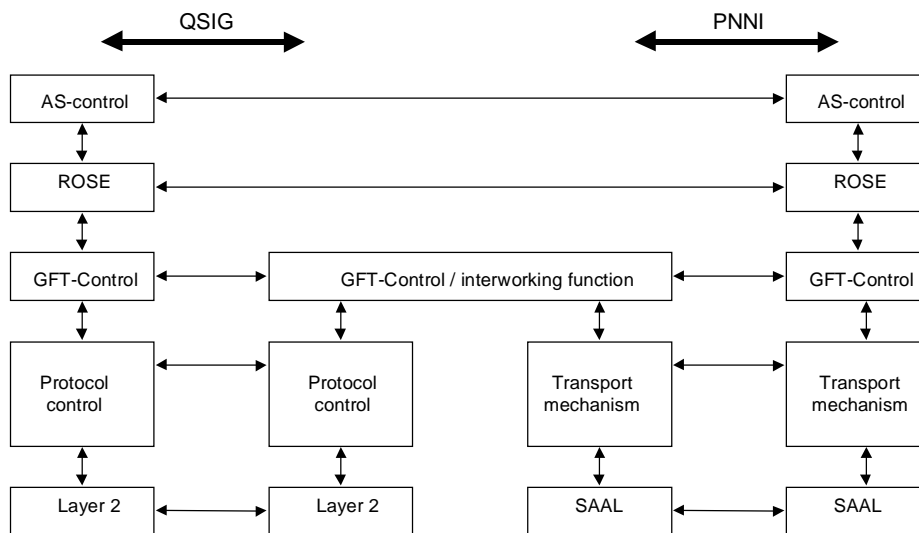 QSIG
PNNI
AS-control
AS-control
ROSE
ROSE
GFT-Control
GFT-Control / interworking function
GFT-Control
Protocol
control
Protocol
control
Transport
mechanism
Transport
mechanism
Layer 2
Layer 2
SAAL
SAAL